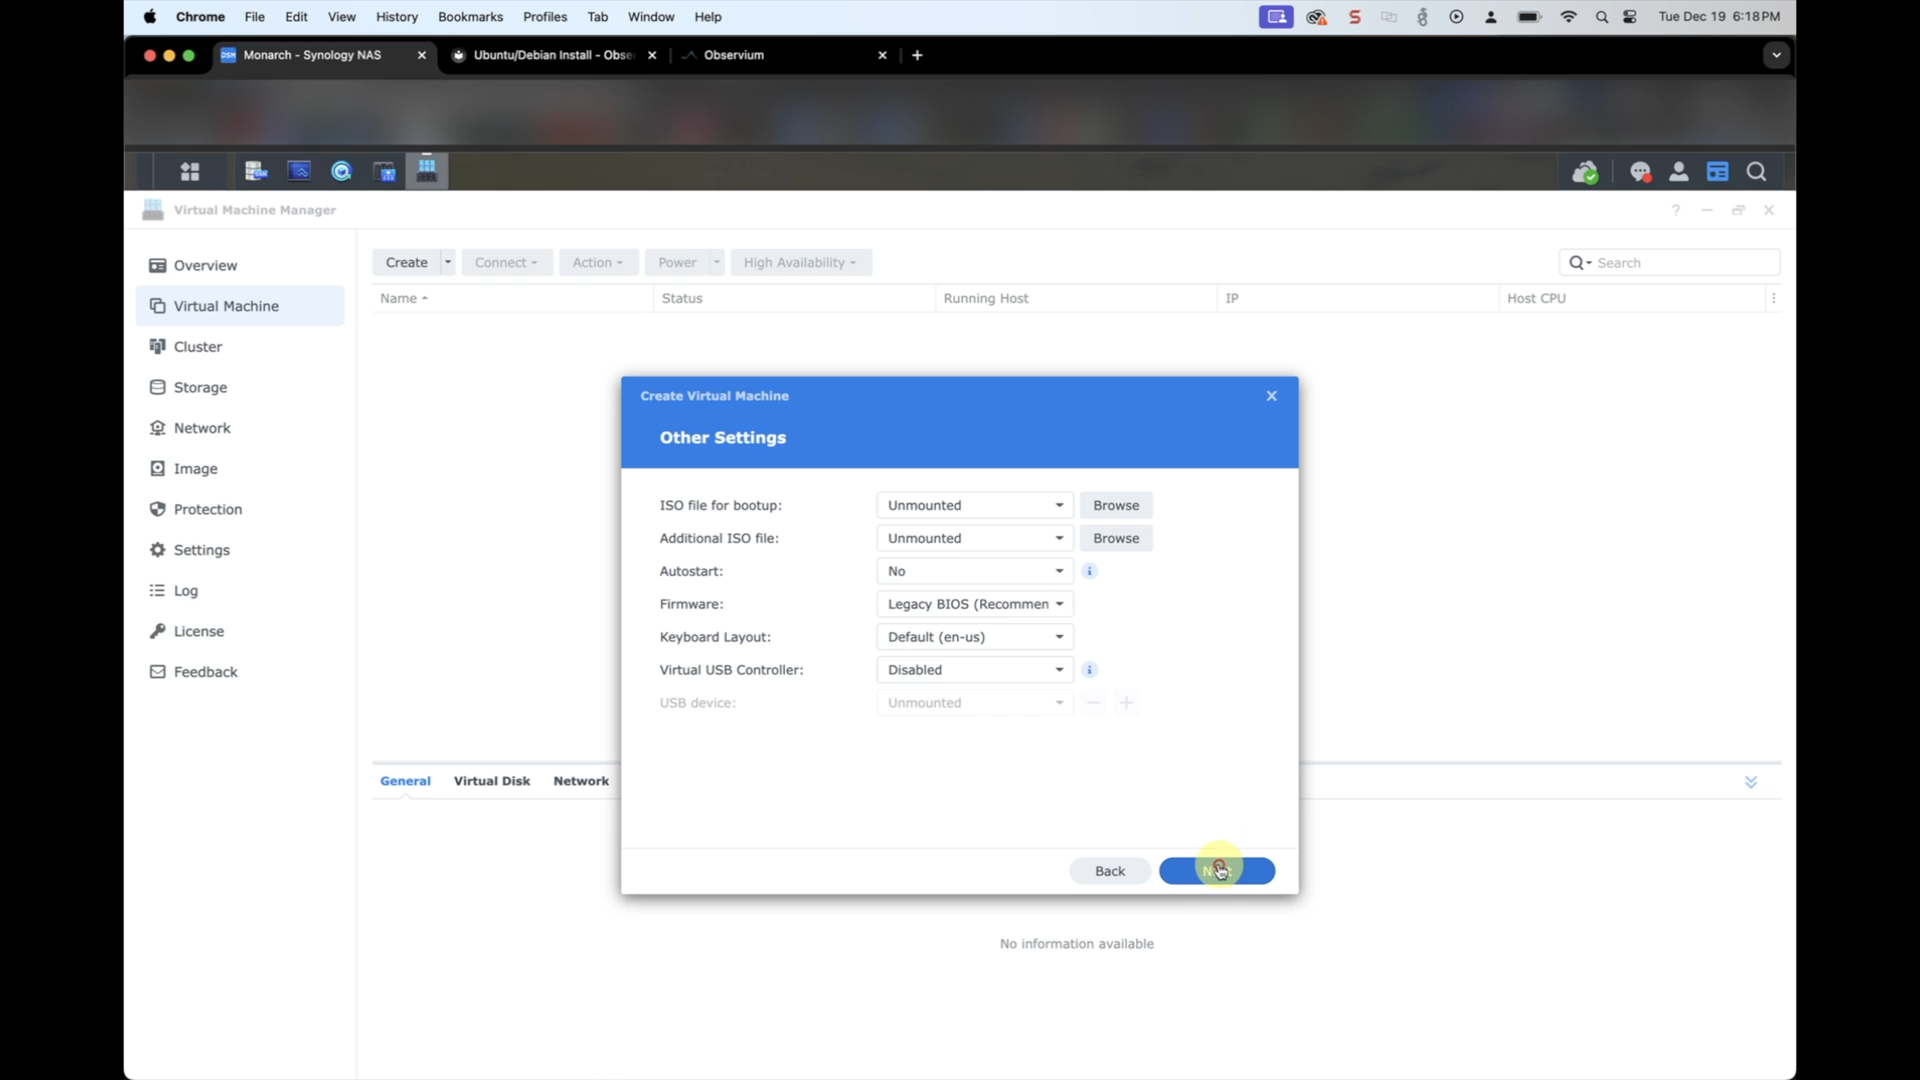 Chrome File Edit View History Bookmarks Profiles Tab Window Help Tue Dec 19 6:18 PM
Monarch - Synology NAS Ubuntu/Debian Install - Obse Observium
Virtual Machine Manager
Overview
Virtual Machine
Cluster
Storage
Network
Image
Protection
Settings
Log
License
Feedback
Create Connect Action Power High Availability Search
Name Status Running Host IP Host CPU
Create Virtual Machine
Other Settings
ISO file for bootup: Unmounted Browse
Additional ISO file: Unmounted Browse
Autostart: No
Firmware: Legacy BIOS (Recommen
Keyboard Layout: Default (en-us)
Virtual USB Controller: Disabled
USB device: Unmounted
Back
General Virtual Disk Network
No information available